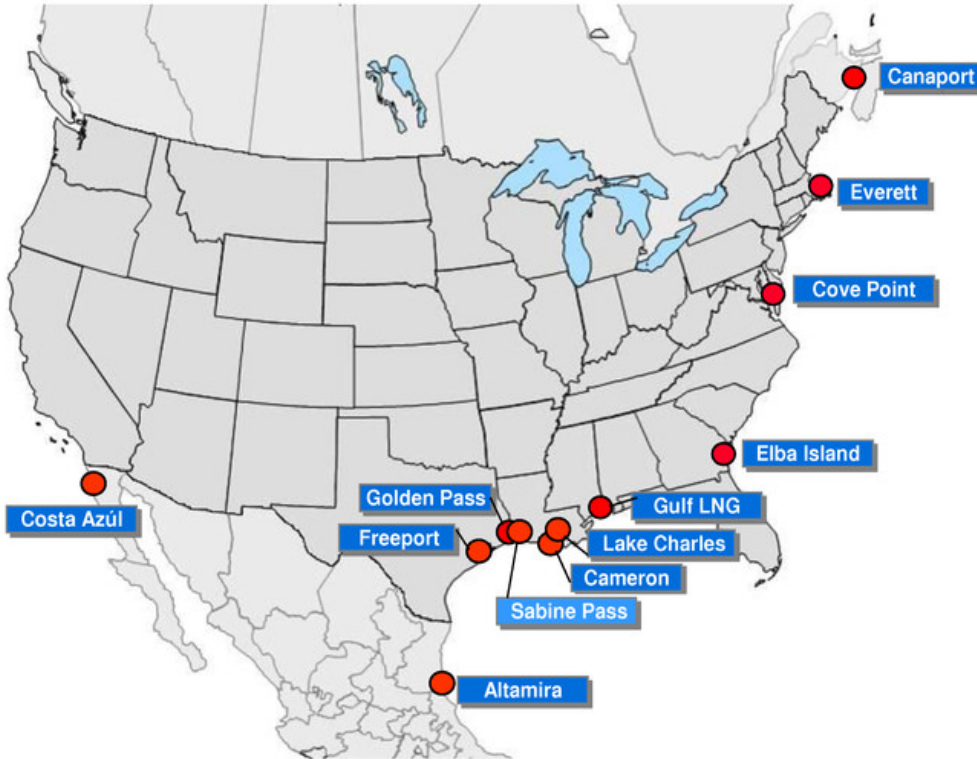 Canaport
Everett
Cove Point
Elba Island
Golden Pass
Gulf LNG
Costa Azúl
Freeport
Lake Charles
Cameron
Sabine Pass
Altamira